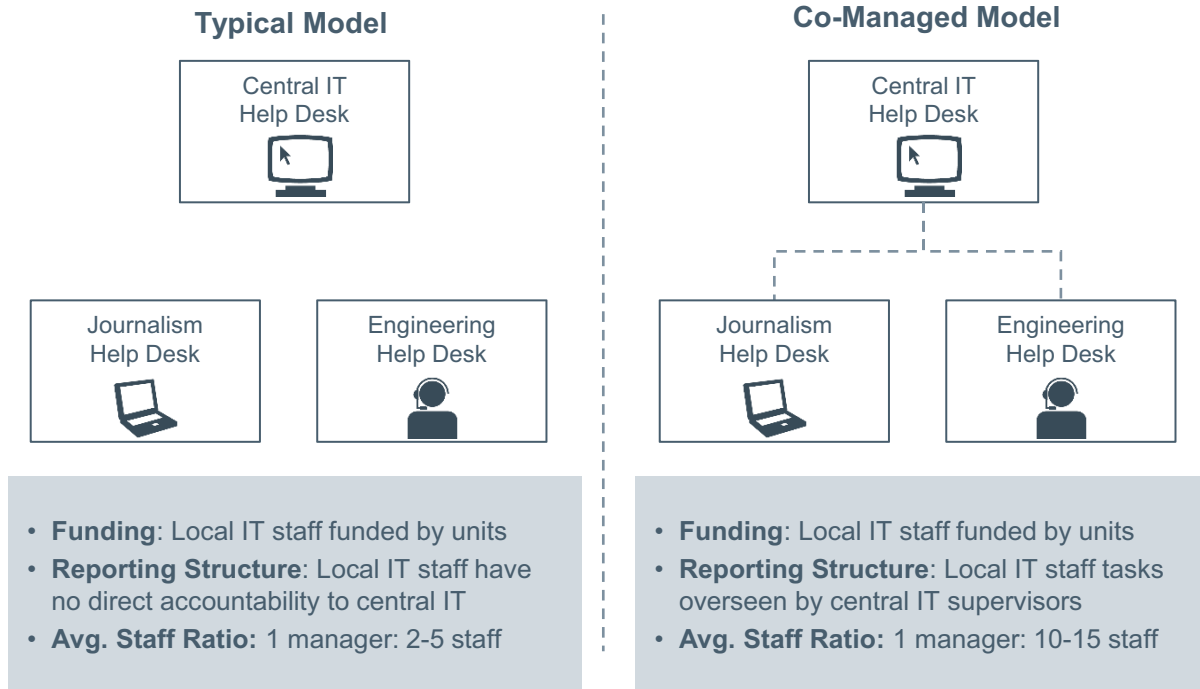 Typical Model
Central IT
Help Desk
Journalism
Help Desk
Engineering
Help Desk
• Funding: Local IT staff funded by units
• Reporting Structure: Local IT staff have
no direct accountability to central IT
• Avg. Staff Ratio: 1 manager: 2-5 staff
Co-Managed Model
Central IT
Help Desk
Journalism
Help Desk
Engineering
Help Desk
• Funding: Local IT staff funded by units
• Reporting Structure: Local IT staff tasks
overseen by central IT supervisors
• Avg. Staff Ratio: 1 manager: 10-15 staff